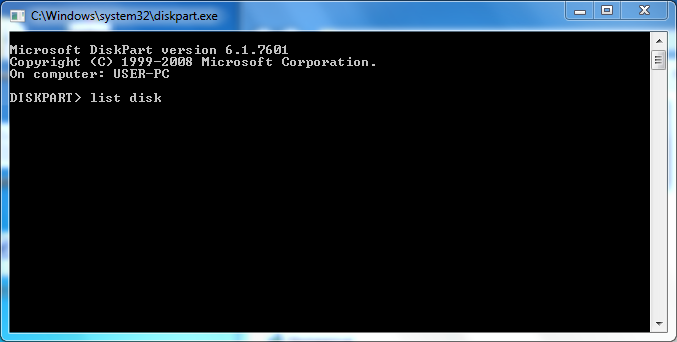 C:\Windows\system32\diskpart.exe
Microsoft DiskPart version 6.1.7601
Copyright (C) 1999-2008 Microsoft Corporation.
On computer: USER-PC
DISKPART> list disk